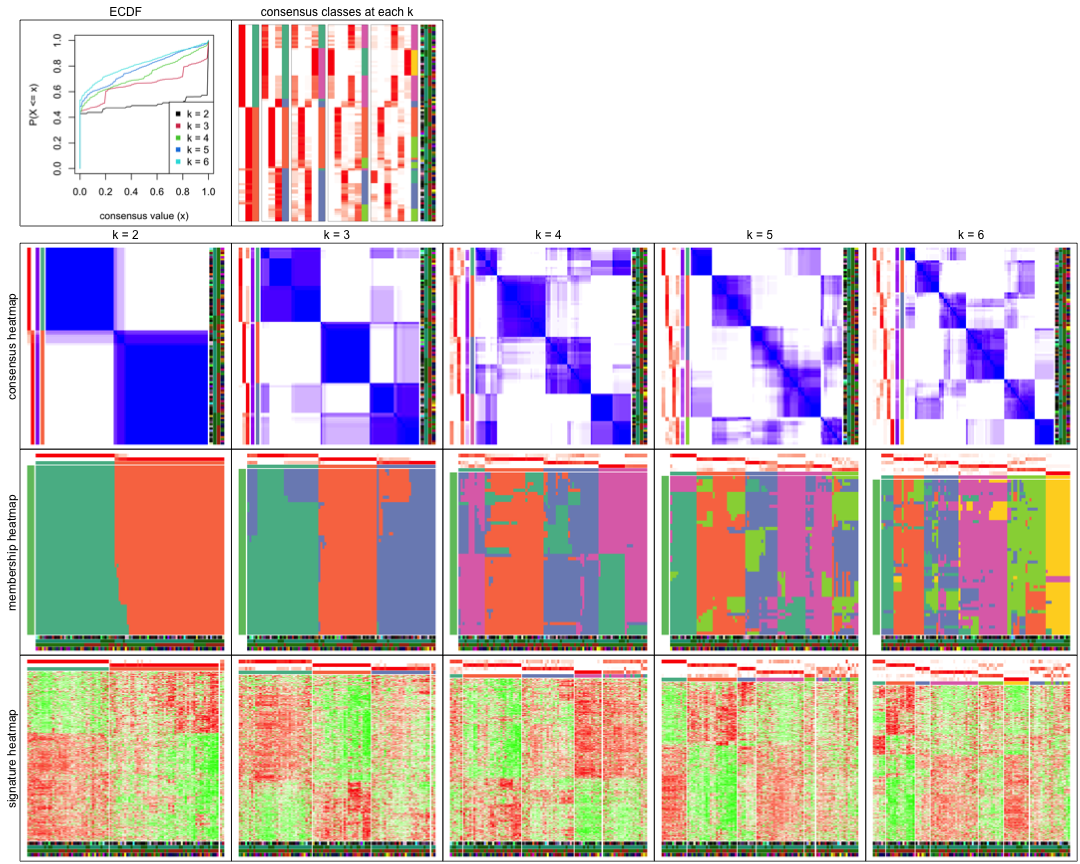 ECDF
consensus classes at each k
P(X <= x)
1.0
0.8
0.6
0.4
0.2
0.0
k = 2
k = 3
k = 4
k = 5
k = 6
0.0 0.2 0.4 0.6 0.8 1.0
consensus value (x)
k = 2
k = 3
k = 4
k = 5
k = 6
consensus heatmap
membership heatmap
signature heatmap